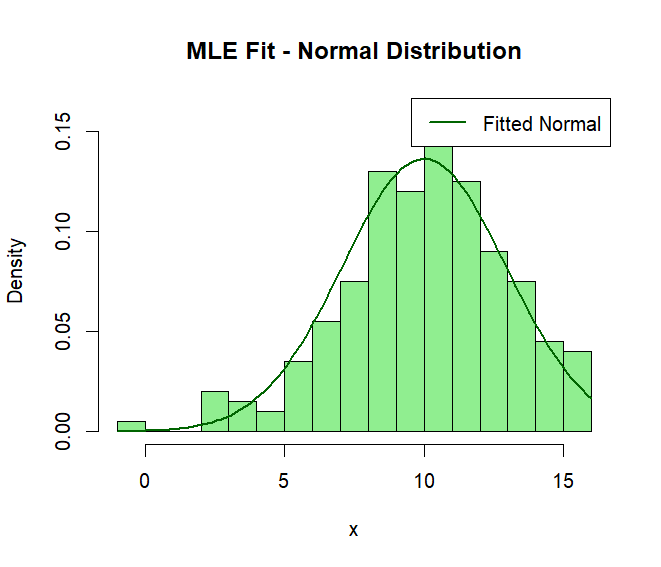 MLE Fit - Normal Distribution
Fitted Normal
0.15
0.10
0.05
0.00
Density
0 5 10 15
x